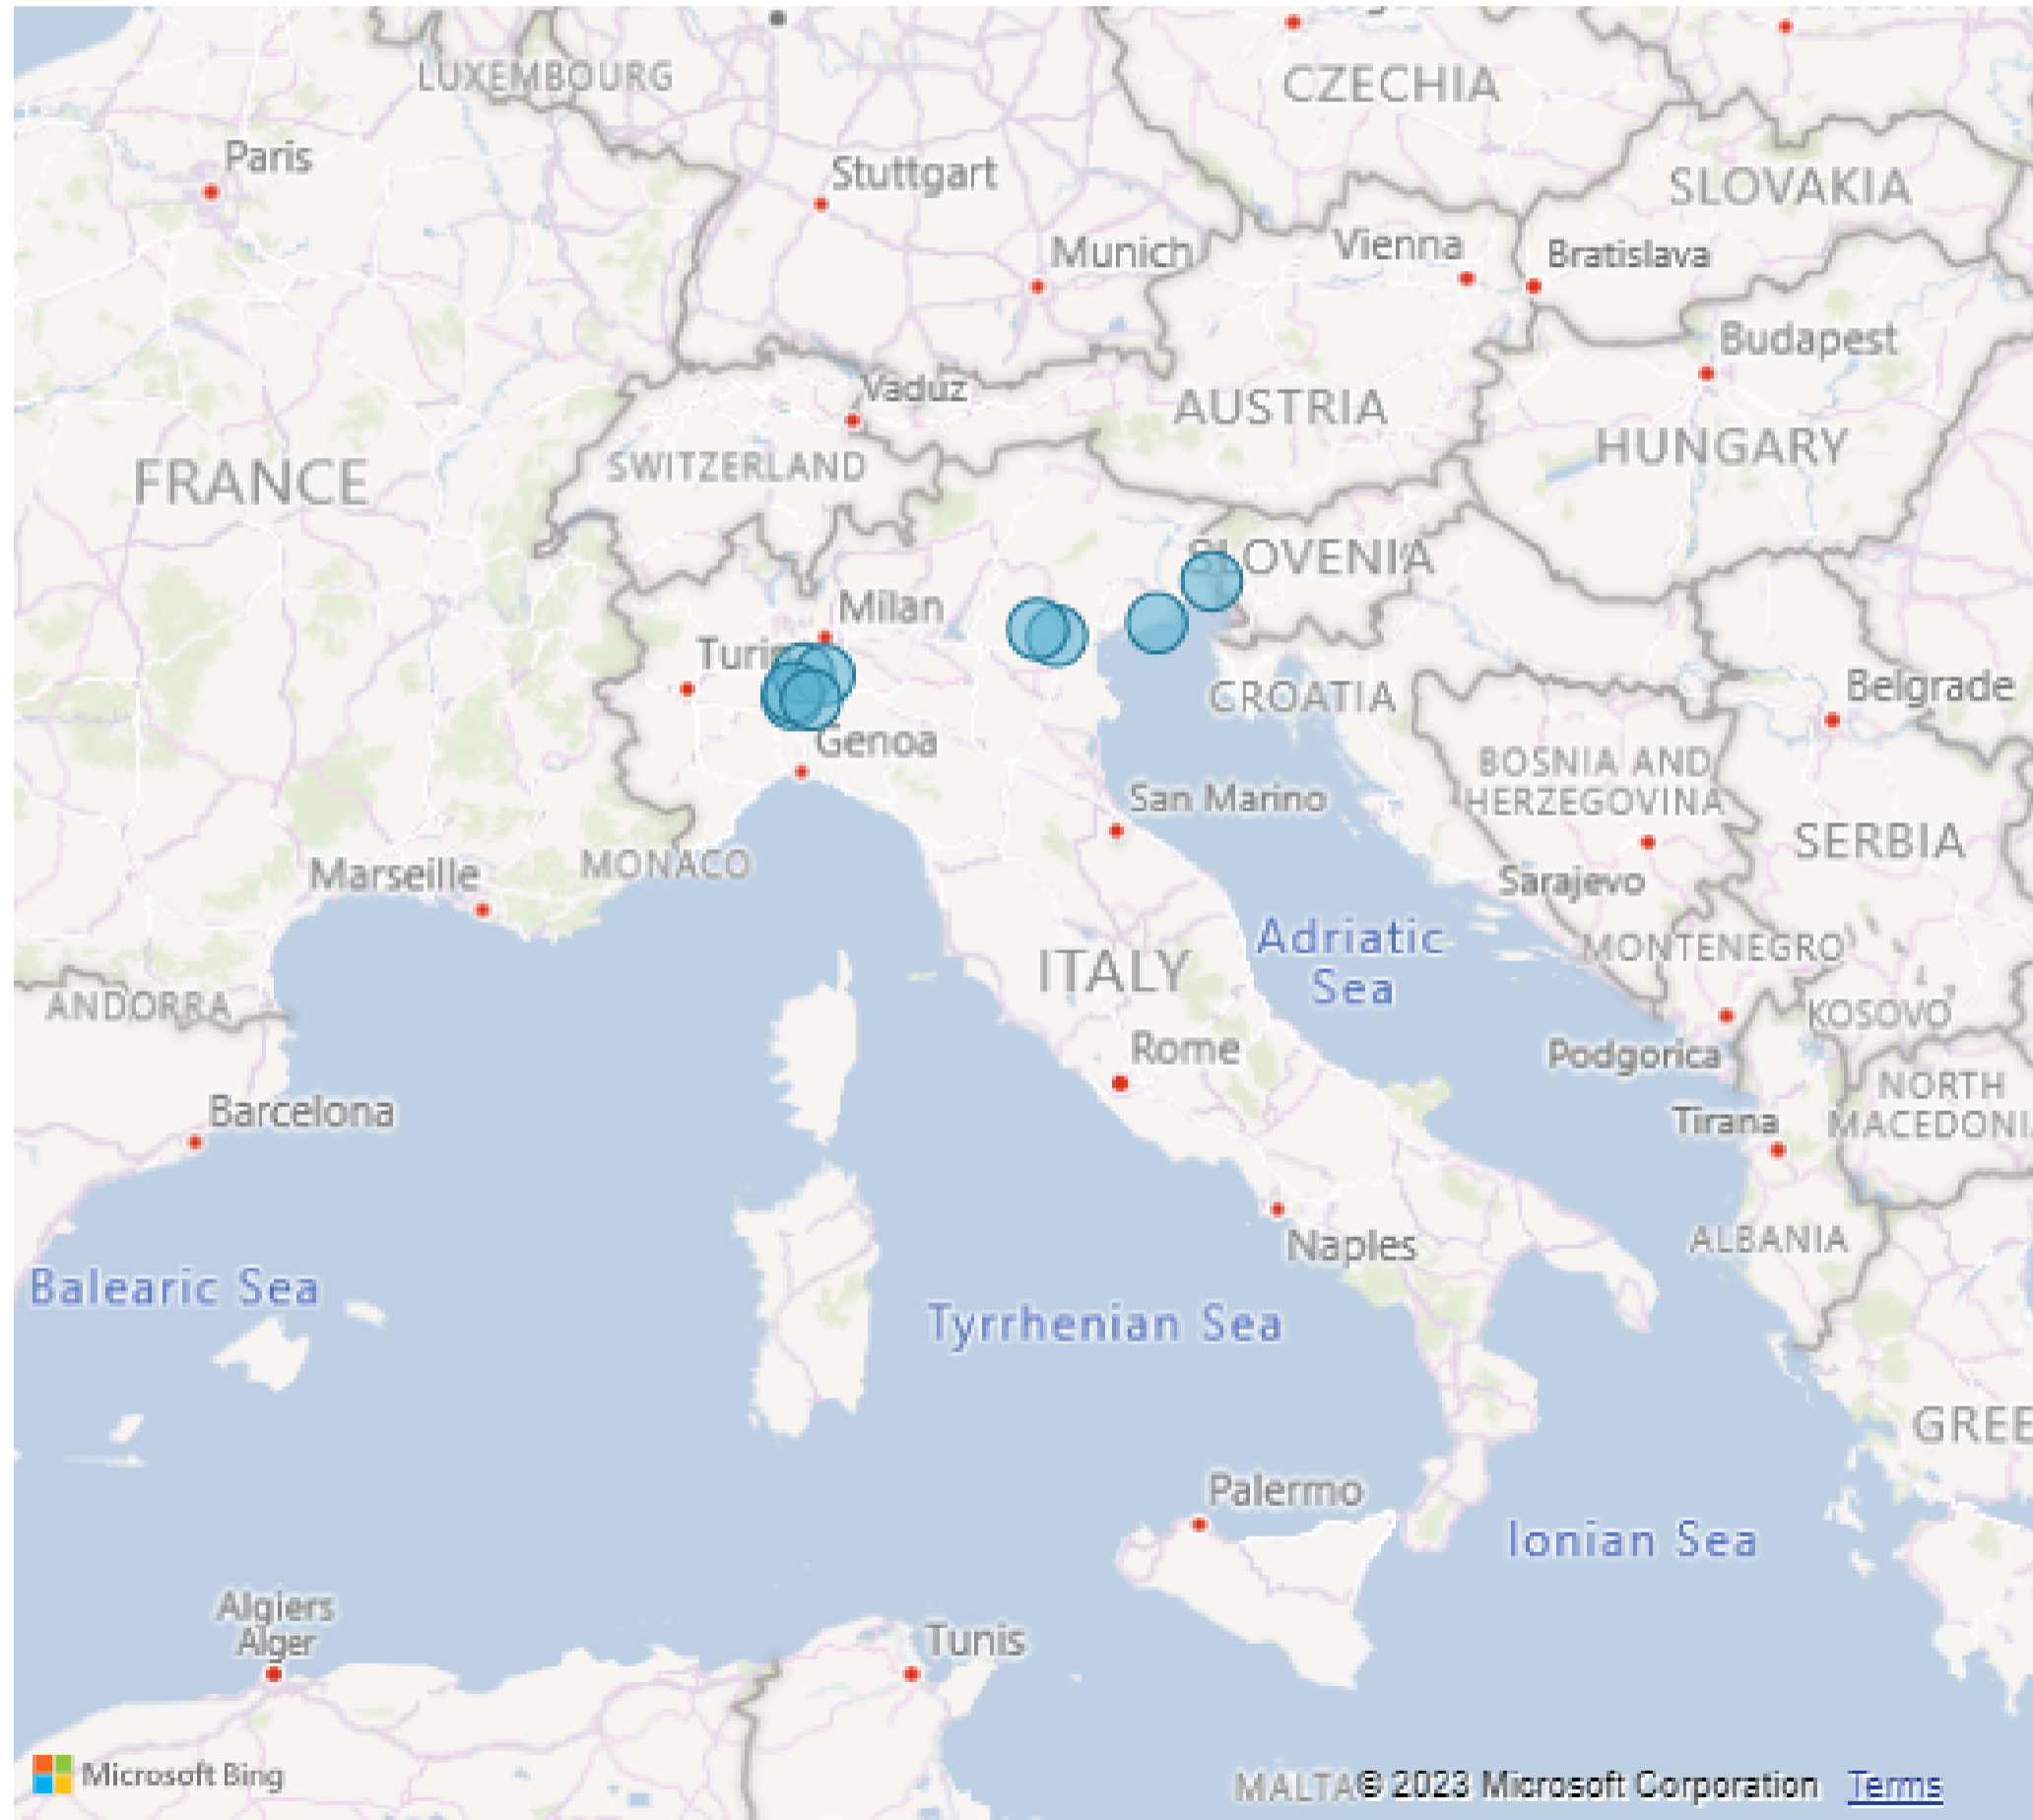 LUXEMBOURG
CZECHIA
Paris
Stuttgart
SLOVAKIA
Munich
Vienna
Bratislava
Budapest
Vaduz
AUSTRIA
HUNGARY
FRANCE
SWITZERLAND
SLOVENIA
Milan
Turin
Genoa
CROATIA
Belgrade
BOSNIA AND
HERZEGOVINA
San Marino
SERBIA
MONACO
Marseille
Sarajevo
Adriatic
Sea
MONTENEGRO
ITALY
ANDORRA
KOSOVO
Rome
Podgorica
NORTH
MACEDONIA
Barcelona
Tirana
Naples
ALBANIA
Balearic Sea
Tyrrhenian Sea
GREE
Palermo
Ionian Sea
Algiers
Alger
Tunis
Microsoft Bing
MALTA© 2023 Microsoft Corporation Terms